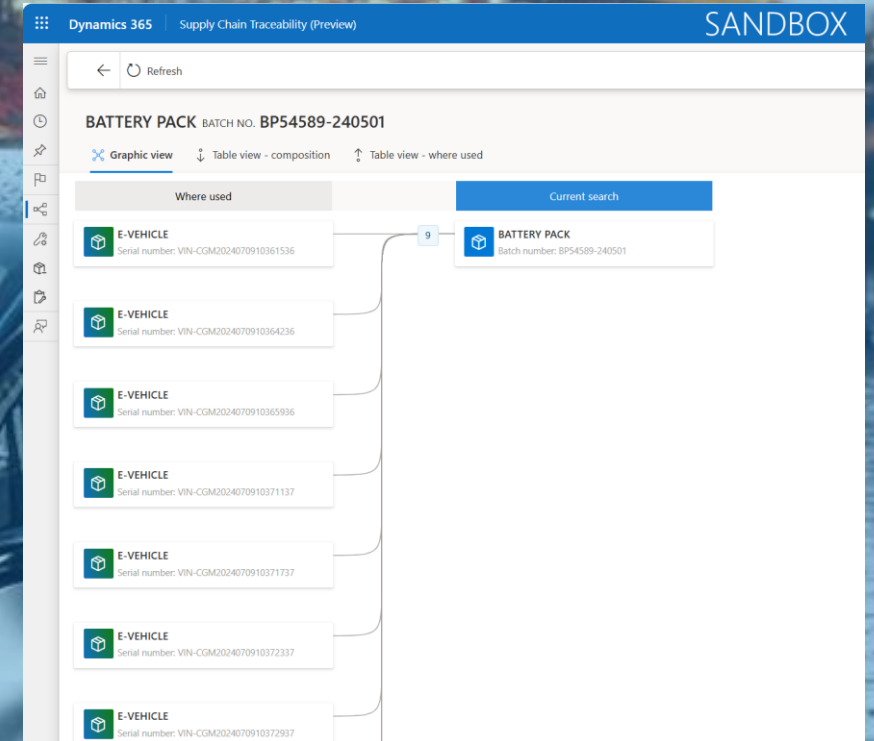 Dynamics 365 Supply Chain Traceability (Preview) SANDBOX
Refresh
BATTERY PACK BATCH NO. BP54589-240501
Graphic view Table view - composition Table view - where used
Where used Current search
E-VEHICLE
Serial number: VIN-CGM2024070910361536
9
BATTERY PACK
Batch number: BP54589-240501
E-VEHICLE
Serial number: VIN-CGM2024070910364236
E-VEHICLE
Serial number: VIN-CGM2024070910365936
E-VEHICLE
Serial number: VIN-CGM2024070910371137
E-VEHICLE
Serial number: VIN-CGM2024070910371737
E-VEHICLE
Serial number: VIN-CGM2024070910372337
E-VEHICLE
Serial number: VIN-CGM2024070910372937